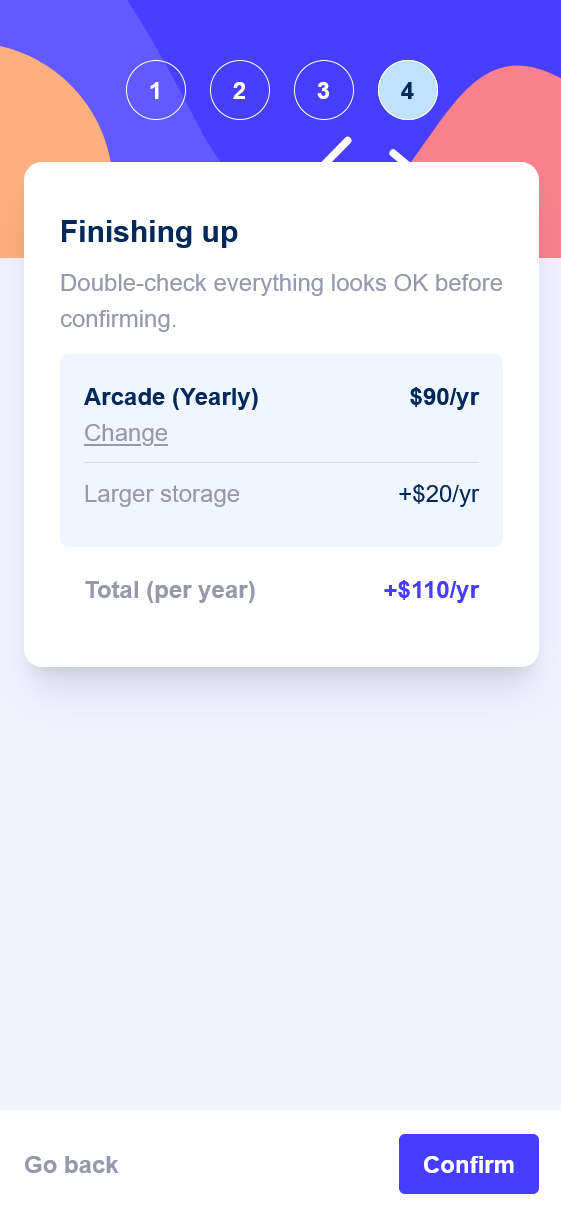 1 2 3 4
Finishing up
Double-check everything looks OK before
confirming.
Arcade (Yearly) $90/yr
Change
Larger storage +$20/yr
Total (per year) +$110/yr
Go back Confirm